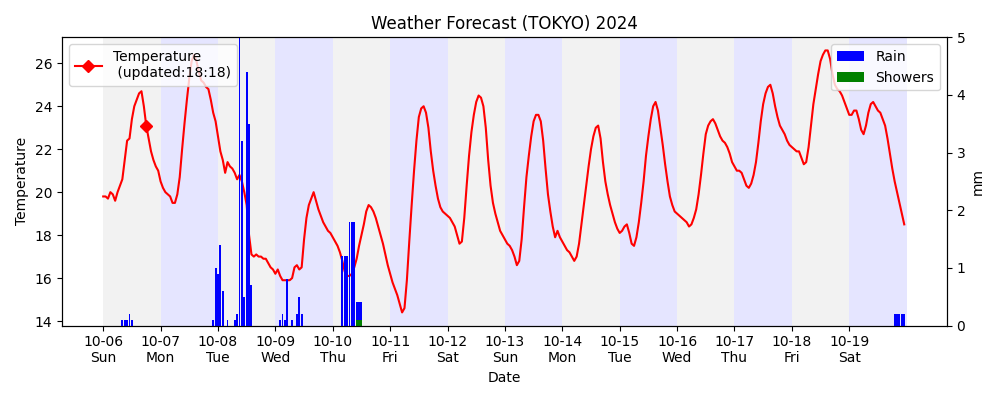 Weather Forecast (TOKYO) 2024
Temperature
(updated:18:18)
Rain
Showers
Temperature
26
24
22
20
18
16
14
5
4
3
2
1
0
mm
10-06 10-07 10-08 10-09 10-10 10-11 10-12 10-13 10-14 10-15 10-16 10-17 10-18 10-19
Sun Mon Tue Wed Thu Fri Sat Sun Mon Tue Wed Thu Fri Sat
Date